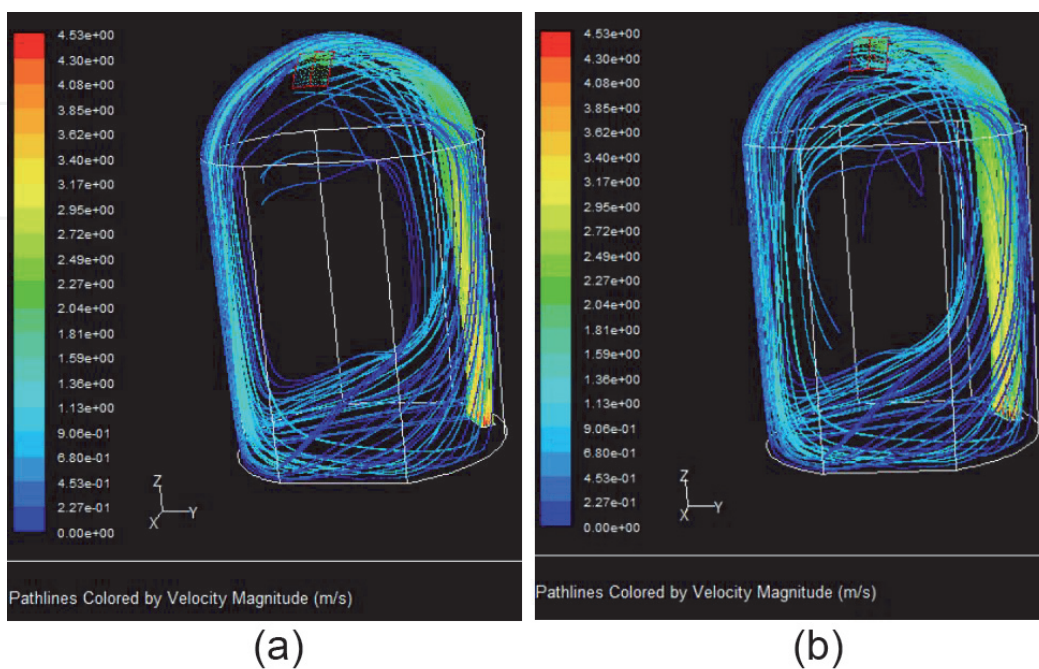 4.53e+00
4.30e+00
4.08e+00
3.85e+00
3.62e+00
3.40e+00
3.17e+00
2.95e+00
2.72e+00
2.49e+00
2.27e+00
2.04e+00
1.81e+00
1.59e+00
1.36e+00
1.13e+00
9.06e-01
6.80e-01
4.53e-01
2.27e-01
0.00e+00
Z
X
Y
Pathlines Colored by Velocity Magnitude (m/s)
(a)
4.53e+00
4.30e+00
4.08e+00
3.85e+00
3.62e+00
3.40e+00
3.17e+00
2.95e+00
2.72e+00
2.49e+00
2.27e+00
2.04e+00
1.81e+00
1.59e+00
1.36e+00
1.13e+00
9.06e-01
6.80e-01
4.53e-01
2.27e-01
0.00e+00
Z
X
Y
Pathlines Colored by Velocity Magnitude (m/s)
(b)